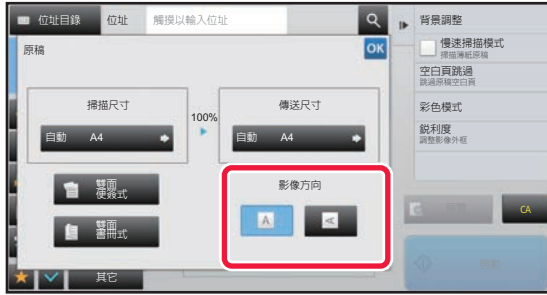 位址目錄
位址
觸摸以輸入位址
原稿
OK
掃描尺寸
自動 A4
100%
傳送尺寸
自動 A4
雙面
便簽式
雙面
書冊式
影像方向
A
A
其它
背景調整
慢速掃描模式
掃描薄紙原稿
空白頁跳過
跳過原稿空白頁
彩色模式
銳利度
調整影像外框
CA